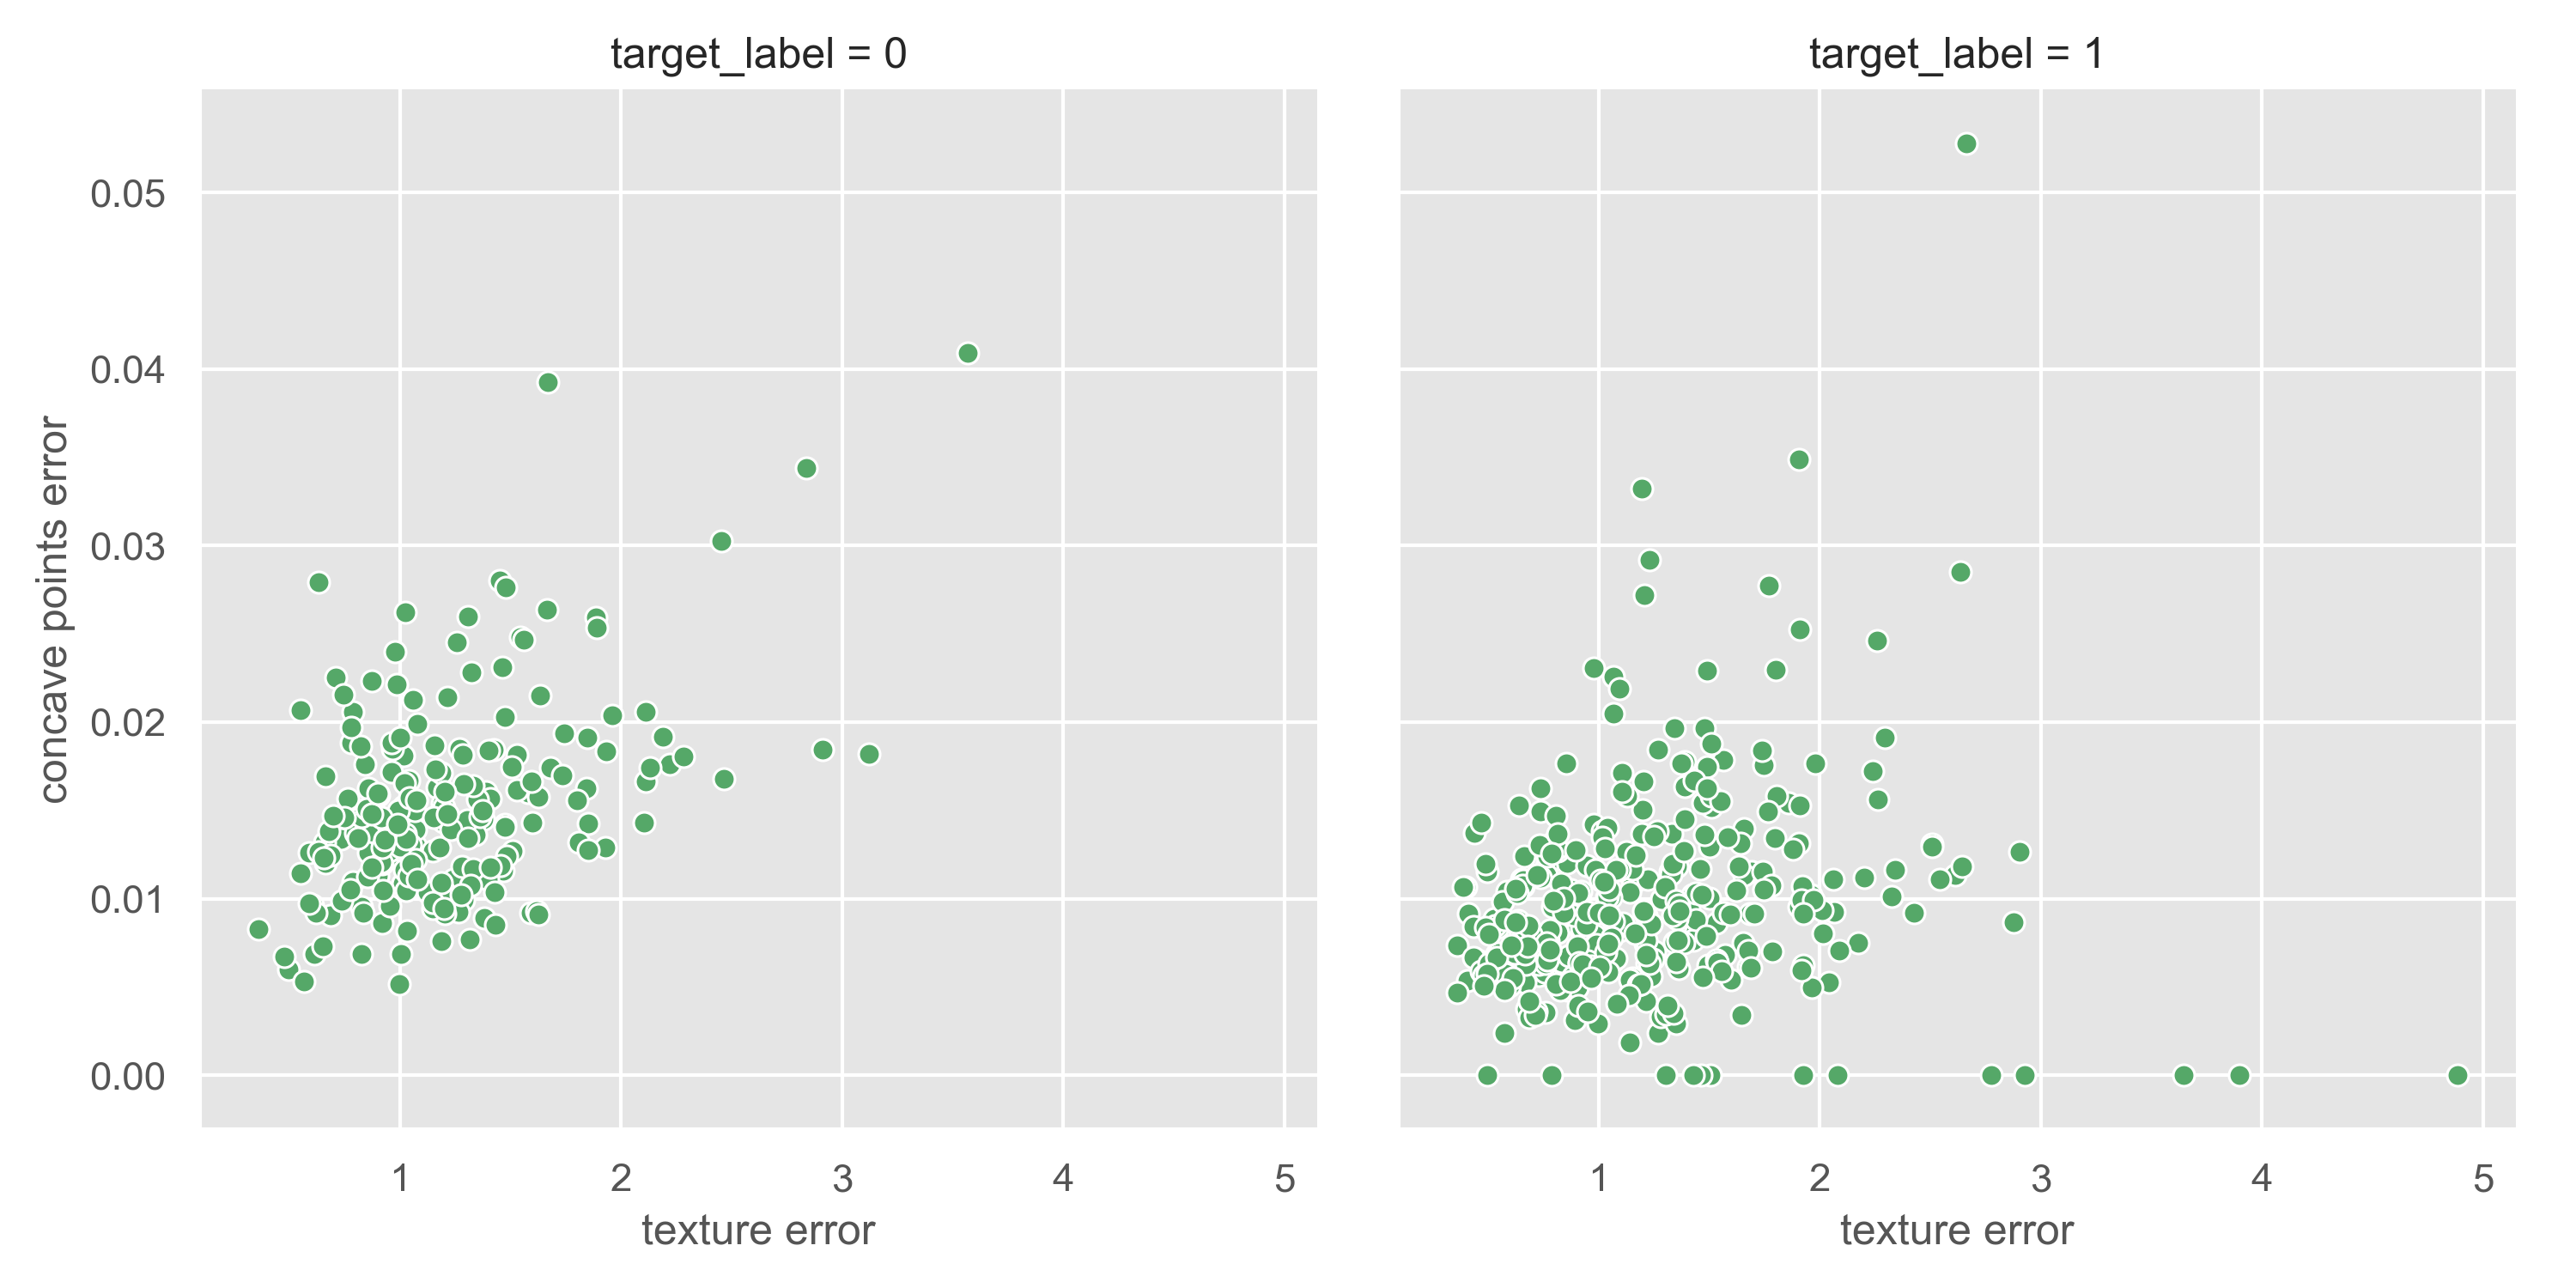 target_label = 0
target_label = 1
concave points error
0.05
0.04
0.03
0.02
0.01
0.00
1 2 3 4 5
1 2 3 4 5
texture error
texture error